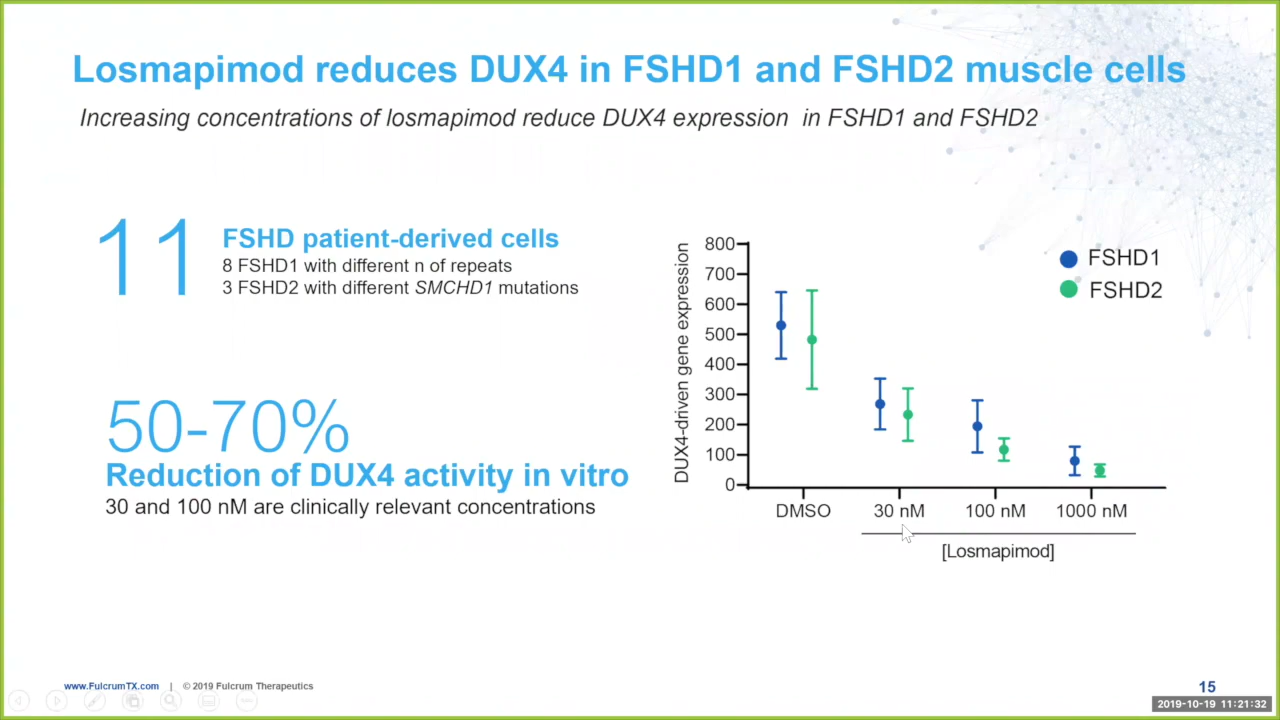 Losmapimod reduces DUX4 in FSHD1 and FSHD2 muscle cells
Increasing concentrations of losmapimod reduce DUX4 expression in FSHD1 and FSHD2
11
FSHD patient-derived cells
8 FSHD1 with different n of repeats
3 FSHD2 with different SMCHD1 mutations
50-70%
Reduction of DUX4 activity in vitro
30 and 100 nM are clinically relevant concentrations
DUX4-driven gene expression
800
700
600
500
400
300
200
100
0
FSHD1
FSHD2
DMSO 30 nM 100 nM 1000 nM
[Losmapimod]
www.FulcrumTX.com | © 2019 Fulcrum Therapeutics
15
2019-10-19 11:21:32